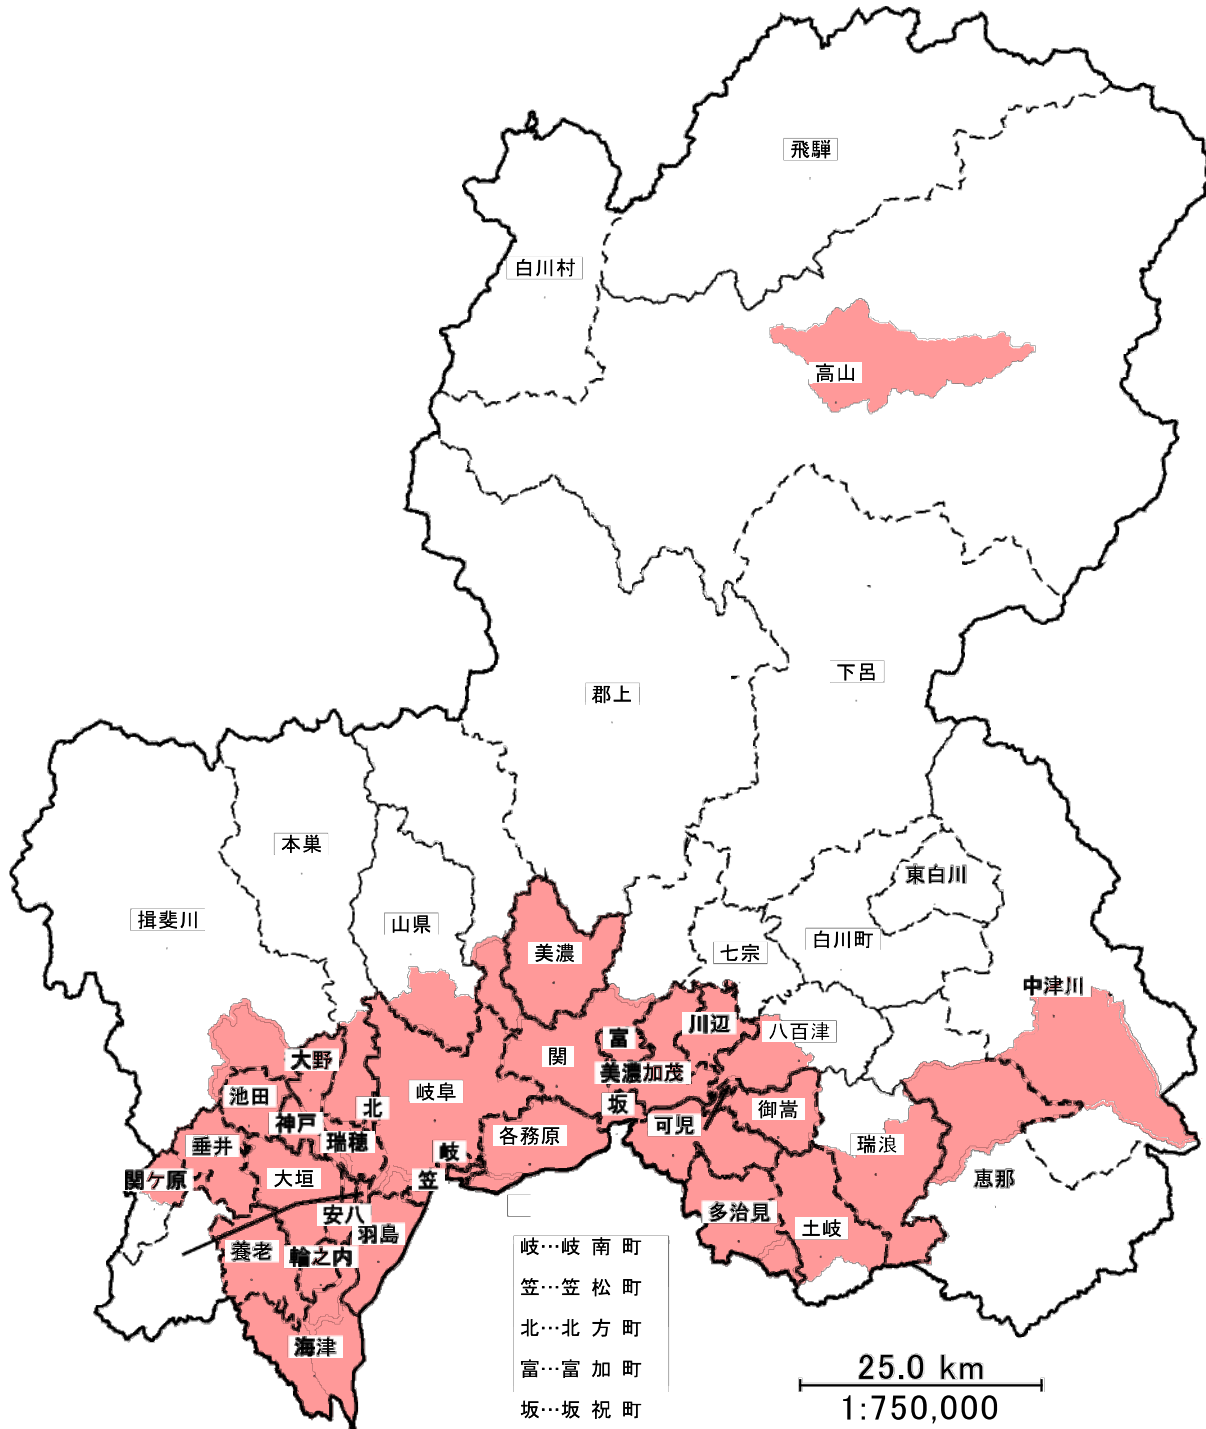 飛騨
白川村
高山
下呂
郡上
本巣
東白川
揖斐川
山県
白川町
七宗
美濃
中津川
川辺
八百津
富
関
大野
美濃加茂
岐阜
池田
北
坂
御嵩
神戸
可児
各務原
瑞穂
垂井
瑞浪
岐
関ケ原
大垣
笠
恵那
安八
多治見
羽島
土岐
養老
輪之内
海津
岐…岐南町
笠…笠松町
北…北方町
富…富加町
坂…坂祝町
25.0 km
1:750,000